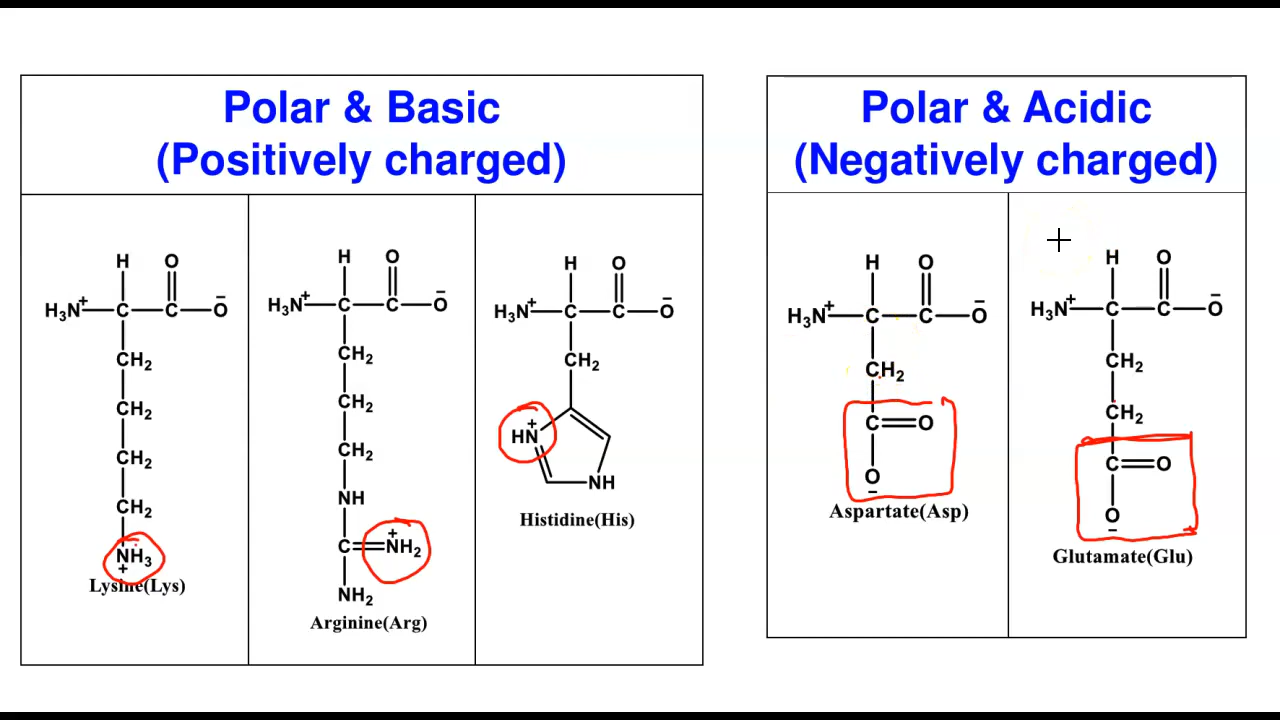 Polar & Basic
(Positively charged)
H O
H₃N⁺ C C O⁻
CH₂
CH₂
CH₂
CH₂
NH₃
+
Lysine(Lys)
H O
H₃N⁺ C C O⁻
CH₂
CH₂
CH₂
NH
C NH₂⁺
NH₂
Arginine(Arg)
H O
H₃N⁺ C C O⁻
CH₂
HN⁺
NH
Histidine(His)
Polar & Acidic
(Negatively charged)
H O
H₃N⁺ C C O⁻
CH₂
C O
O
−
Aspartate(Asp)
H O
H₃N⁺ C C O⁻
CH₂
CH₂
C O
O
−
Glutamate(Glu)